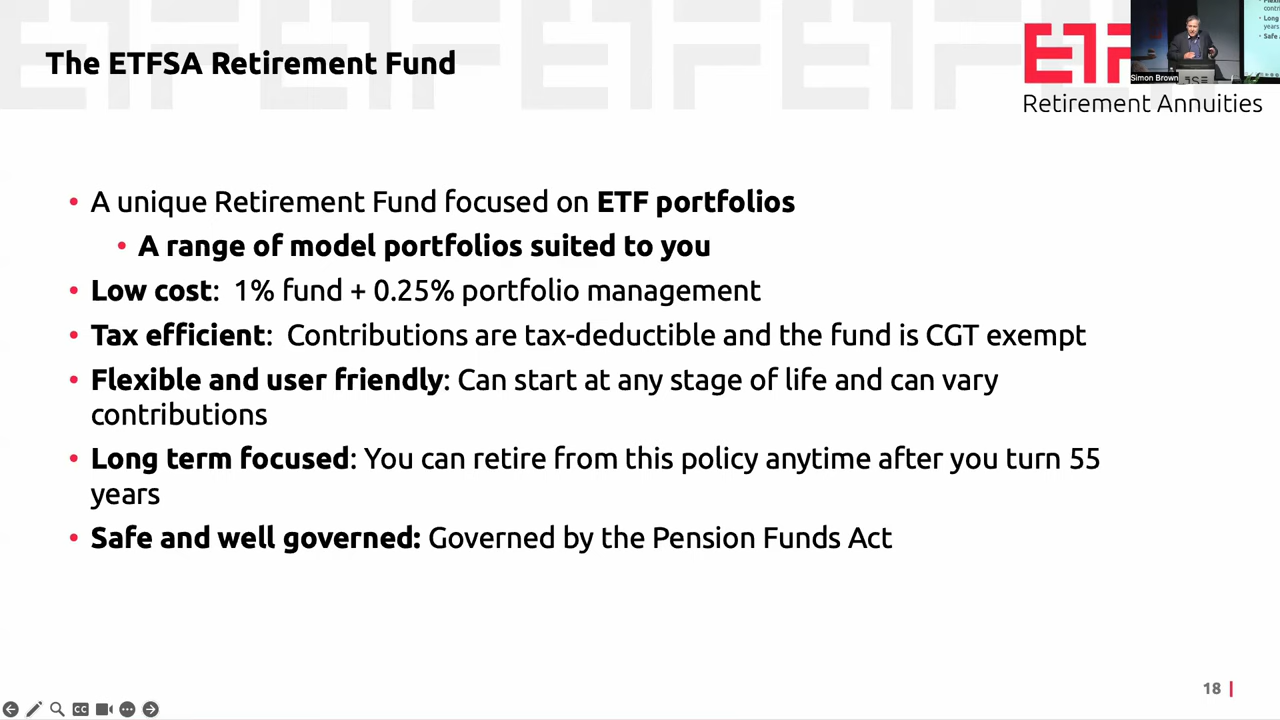 The ETFSA Retirement Fund
ETF
Simon Brown
Retirement Annuities
• A unique Retirement Fund focused on ETF portfolios
• A range of model portfolios suited to you
• Low cost: 1% fund + 0.25% portfolio management
• Tax efficient: Contributions are tax-deductible and the fund is CGT exempt
• Flexible and user friendly: Can start at any stage of life and can vary
contributions
• Long term focused: You can retire from this policy anytime after you turn 55
years
• Safe and well governed: Governed by the Pension Funds Act
18
CC